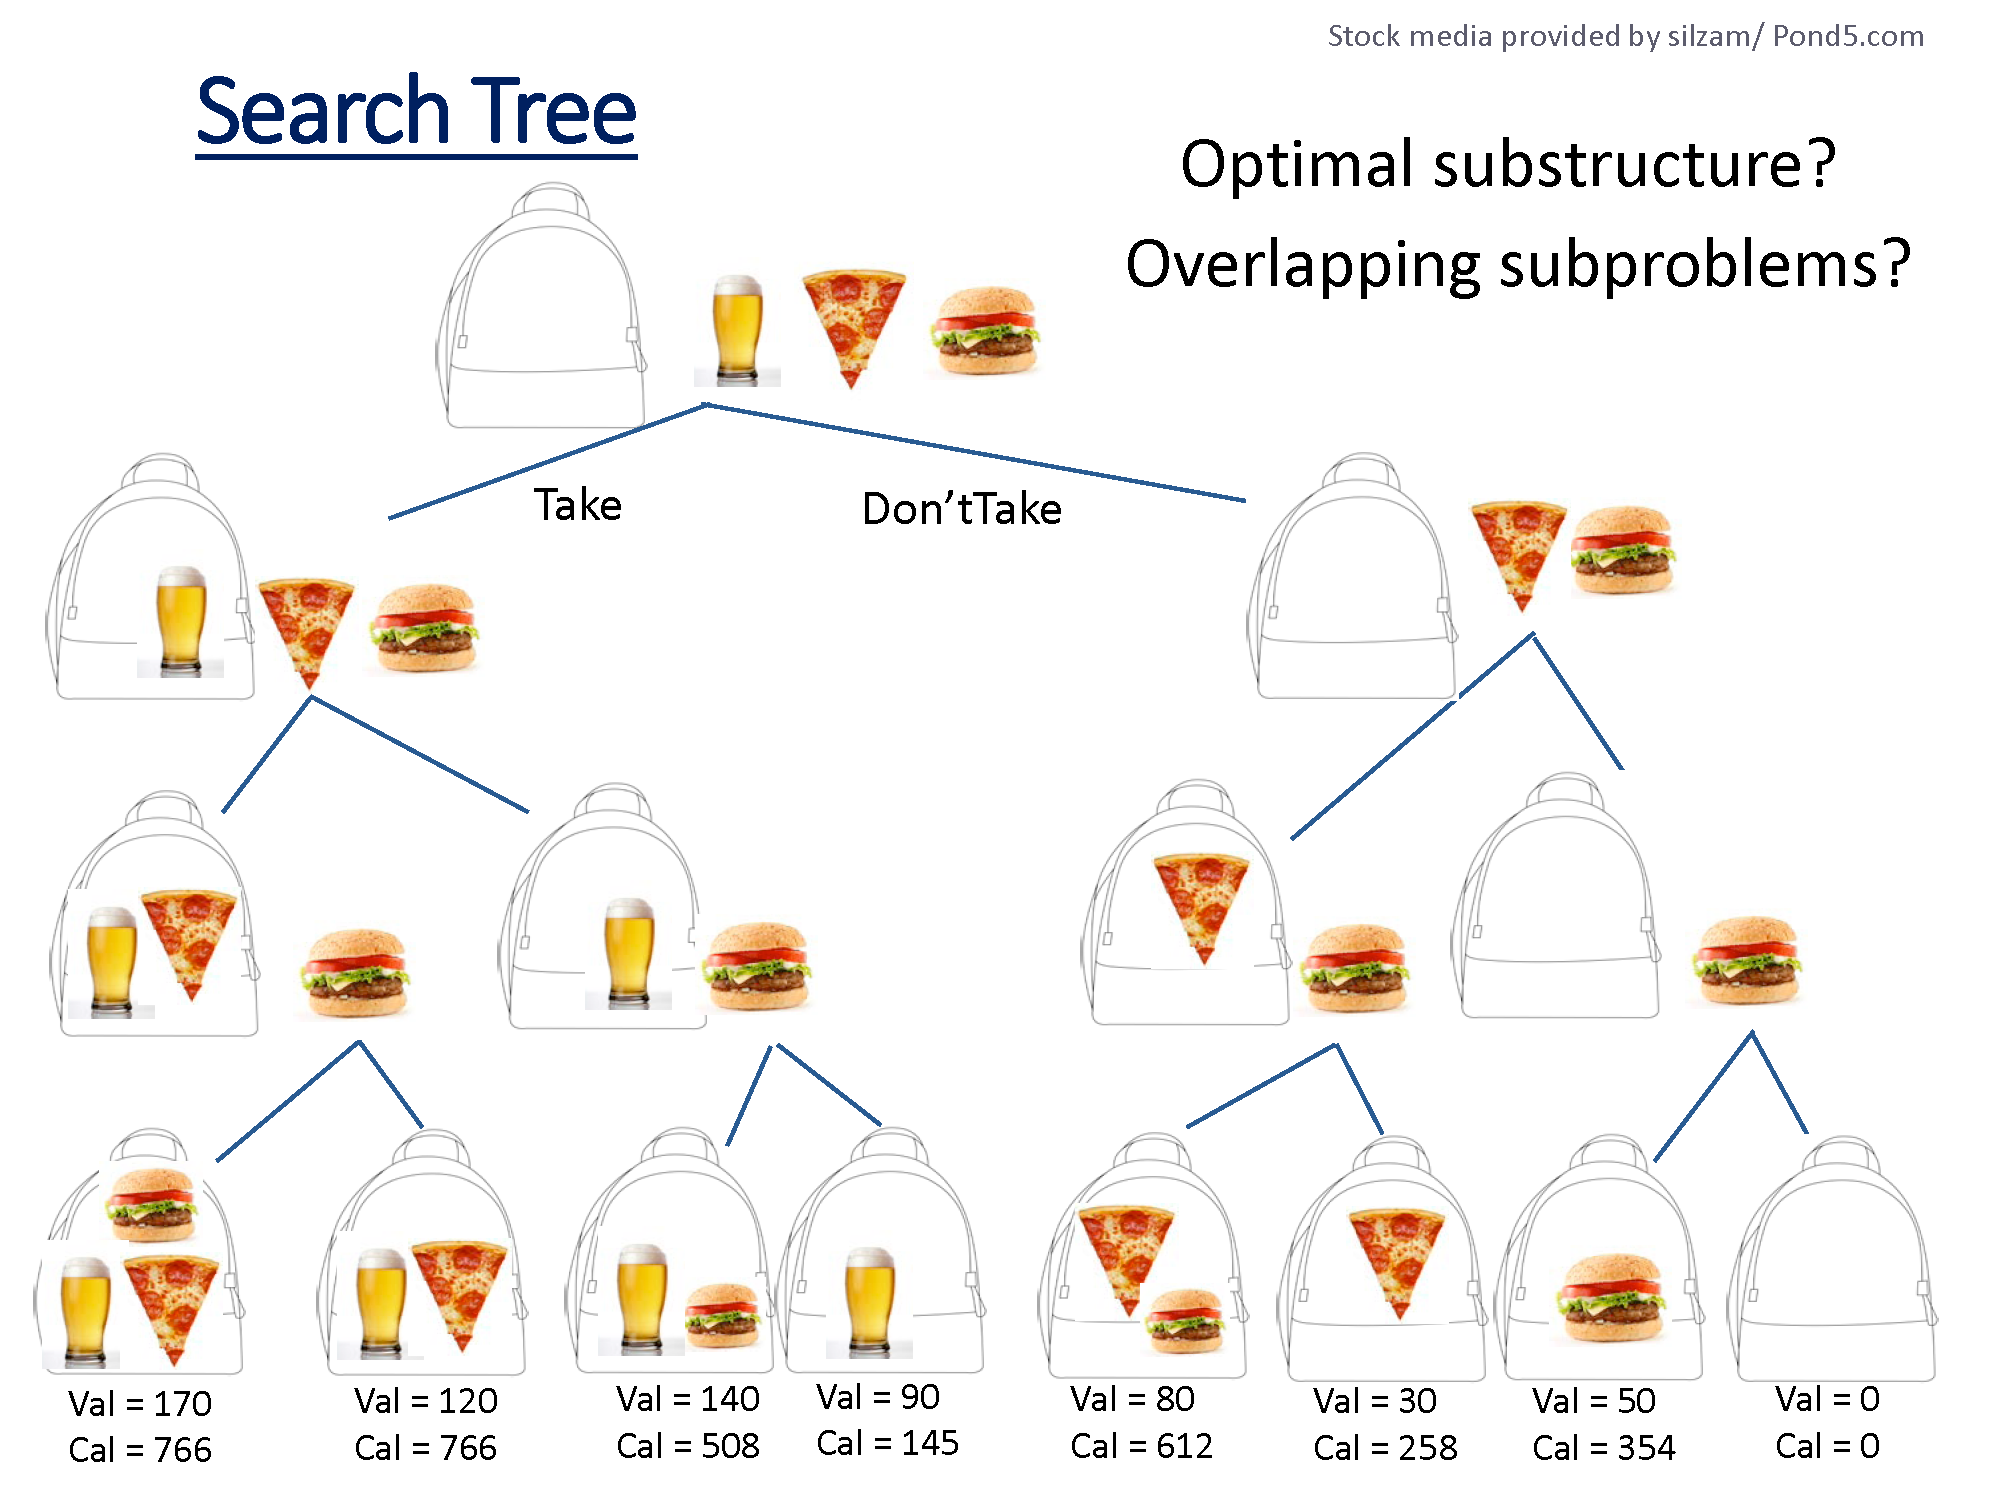 Stock media provided by silzam/ Pond5.com
Search Tree
Optimal substructure?
Overlapping subproblems?
Take
Don'tTake
Val = 170
Cal = 766
Val = 120
Cal = 766
Val = 140
Cal = 508
Val = 90
Cal = 145
Val = 80
Cal = 612
Val = 30
Cal = 258
Val = 50
Cal = 354
Val = 0
Cal = 0